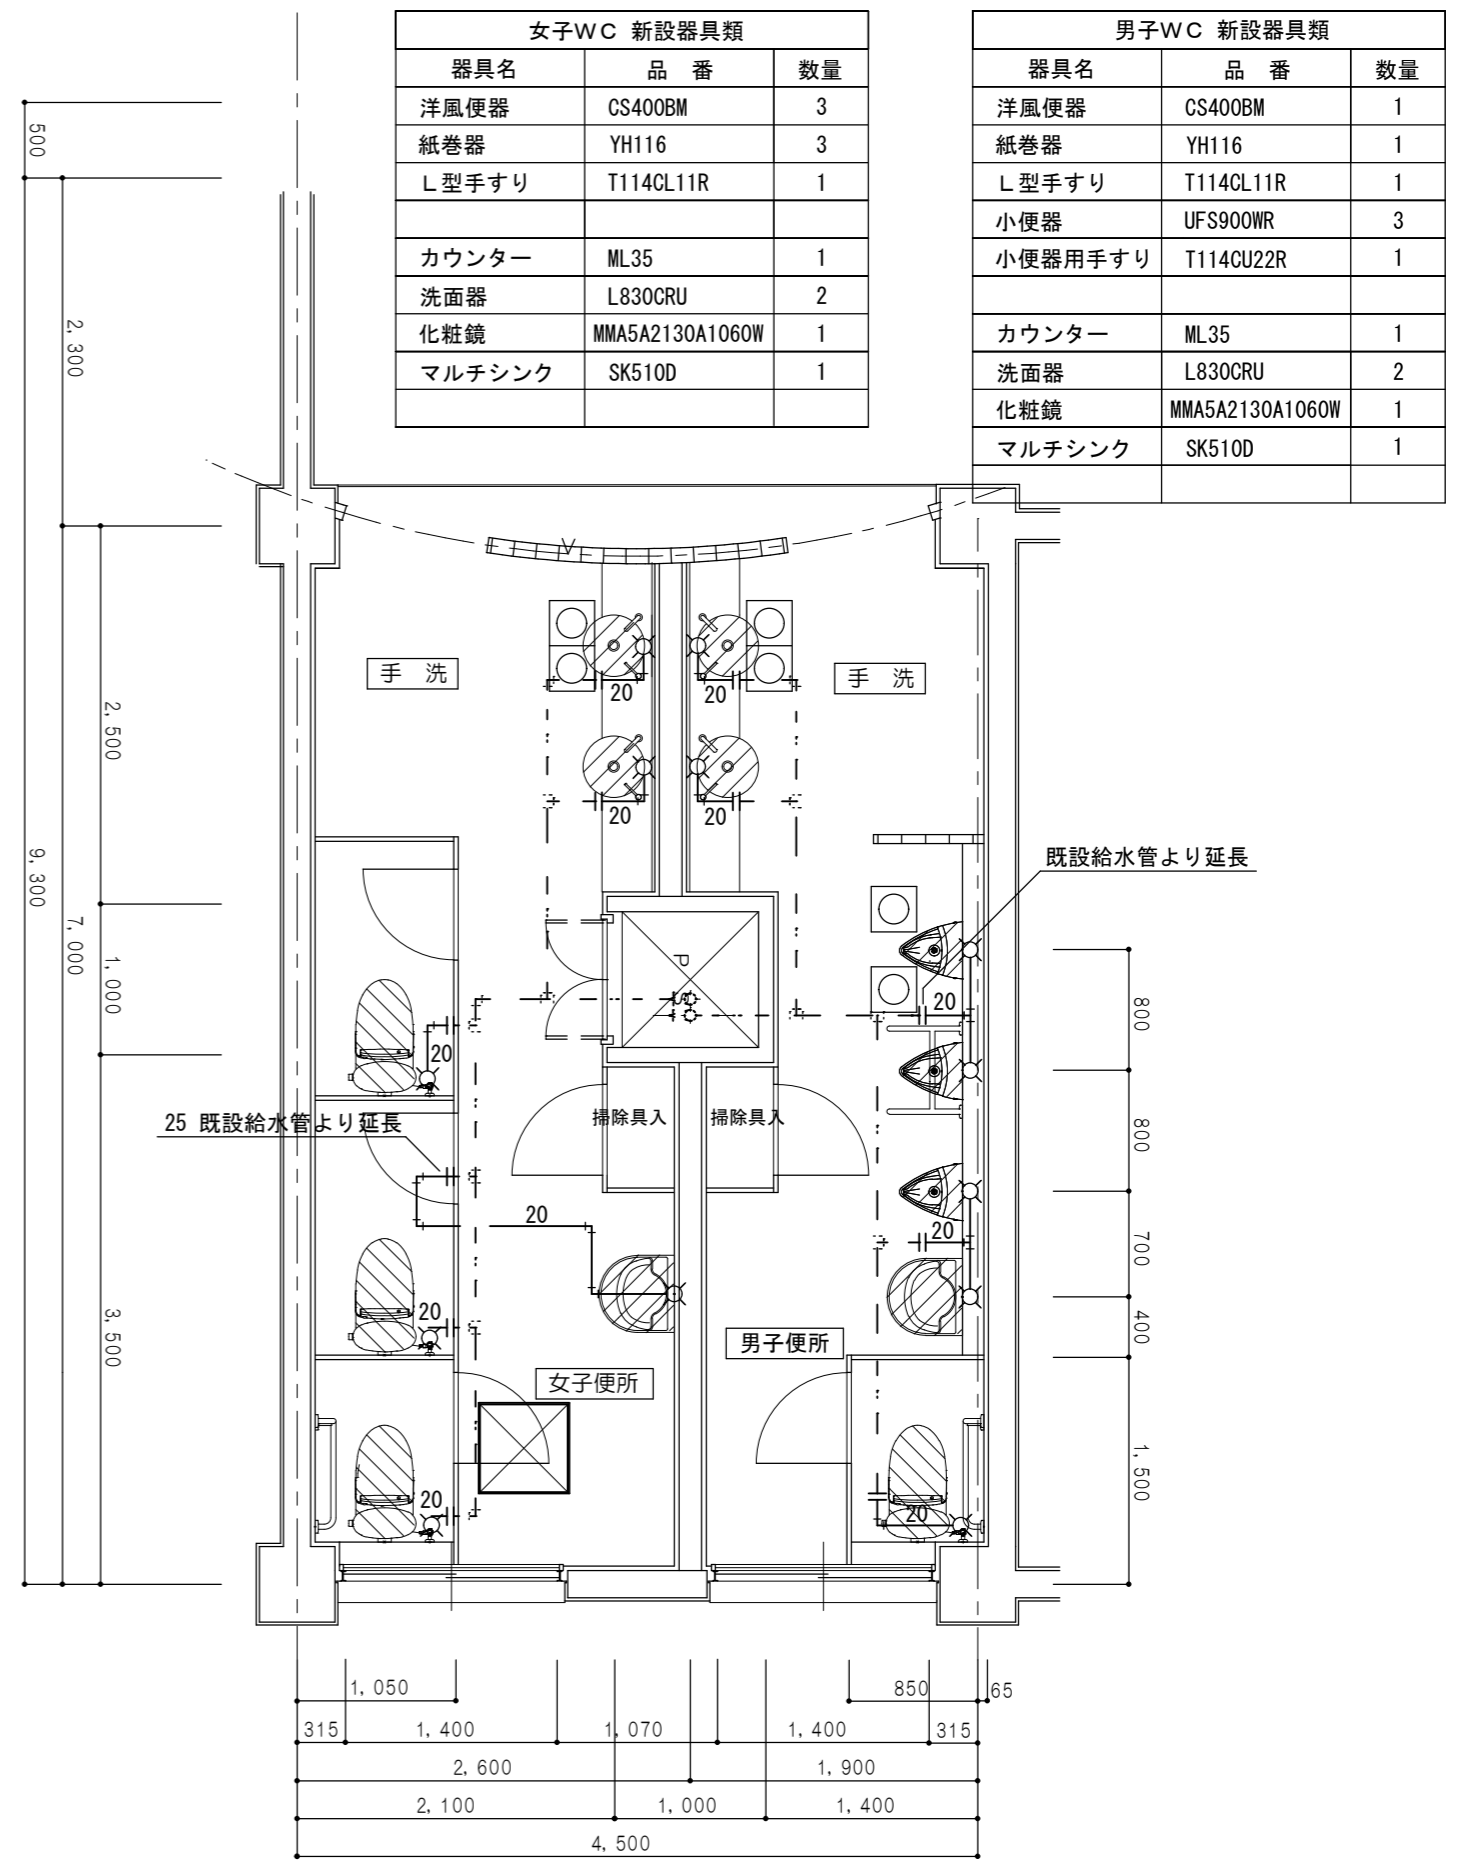 女子WC 新設器具類
器具名 品 番 数量
洋風便器 CS400BM 3
紙巻器 YH116 3
L型手すり T114CL11R 1
カウンター ML35 1
洗面器 L830CRU 2
化粧鏡 MMA5A2130A1060W 1
マルチシンク SK510D 1
男子WC 新設器具類
器具名 品 番 数量
洋風便器 CS400BM 1
紙巻器 YH116 1
L型手すり T114CL11R 1
小便器 UFS900WR 3
小便器用手すり T114CU22R 1
カウンター ML35 1
洗面器 L830CRU 2
化粧鏡 MMA5A2130A1060W 1
マルチシンク SK510D 1
500
2,300
9,300
7,000
2,500
1,000
3,500
手 洗
手 洗
20
20
20
20
既設給水管より延長
PS
20
20
25 既設給水管より延長
掃除具入
掃除具入
20
20
20
男子便所
女子便所
20
20
800
800
700
400
1,500
1,050
850
65
315
1,400
1,070
1,400
315
2,600
1,900
2,100
1,000
1,400
4,500